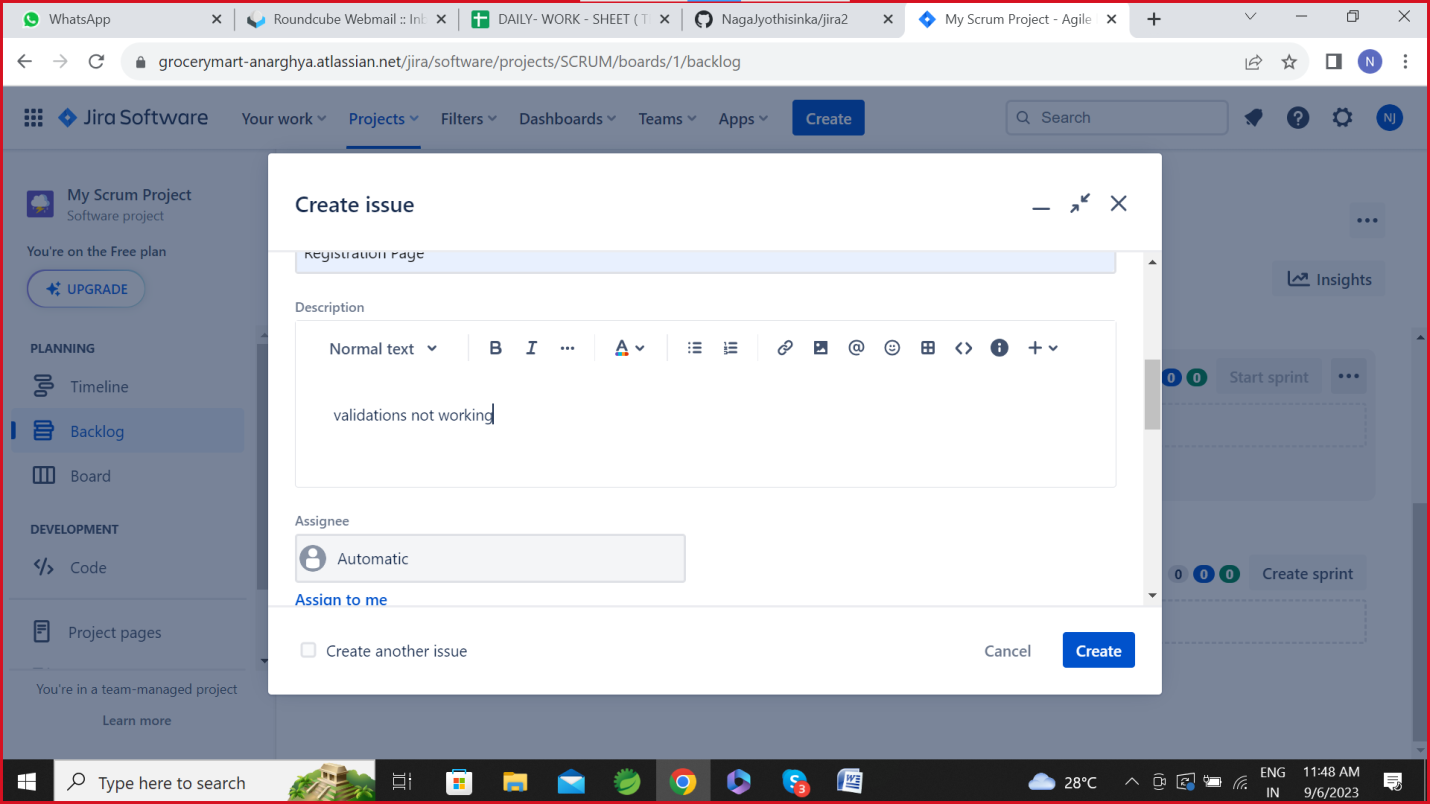 WhatsApp
Roundcube Webmail :: Inb
DAILY- WORK - SHEET ( T
NagaJyothisinka/jira2
My Scrum Project - Agile
grocerymart-anarghya.atlassian.net/jira/software/projects/SCRUM/boards/1/backlog
N
Jira Software
Your work
Projects
Filters
Dashboards
Teams
Apps
Create
Search
NJ
My Scrum Project
Software project
You're on the Free plan
UPGRADE
PLANNING
Timeline
Backlog
Board
DEVELOPMENT
Code
Project pages
You're in a team-managed project
Learn more
Create issue
Registration Page
Description
Normal text
B I
A
validations not working
Assignee
Automatic
Assign to me
Create another issue
Cancel
Create
Insights
0 0 Start sprint
0 0 0 Create sprint
Type here to search
3
28°C
ENG
IN
11:48 AM
9/6/2023